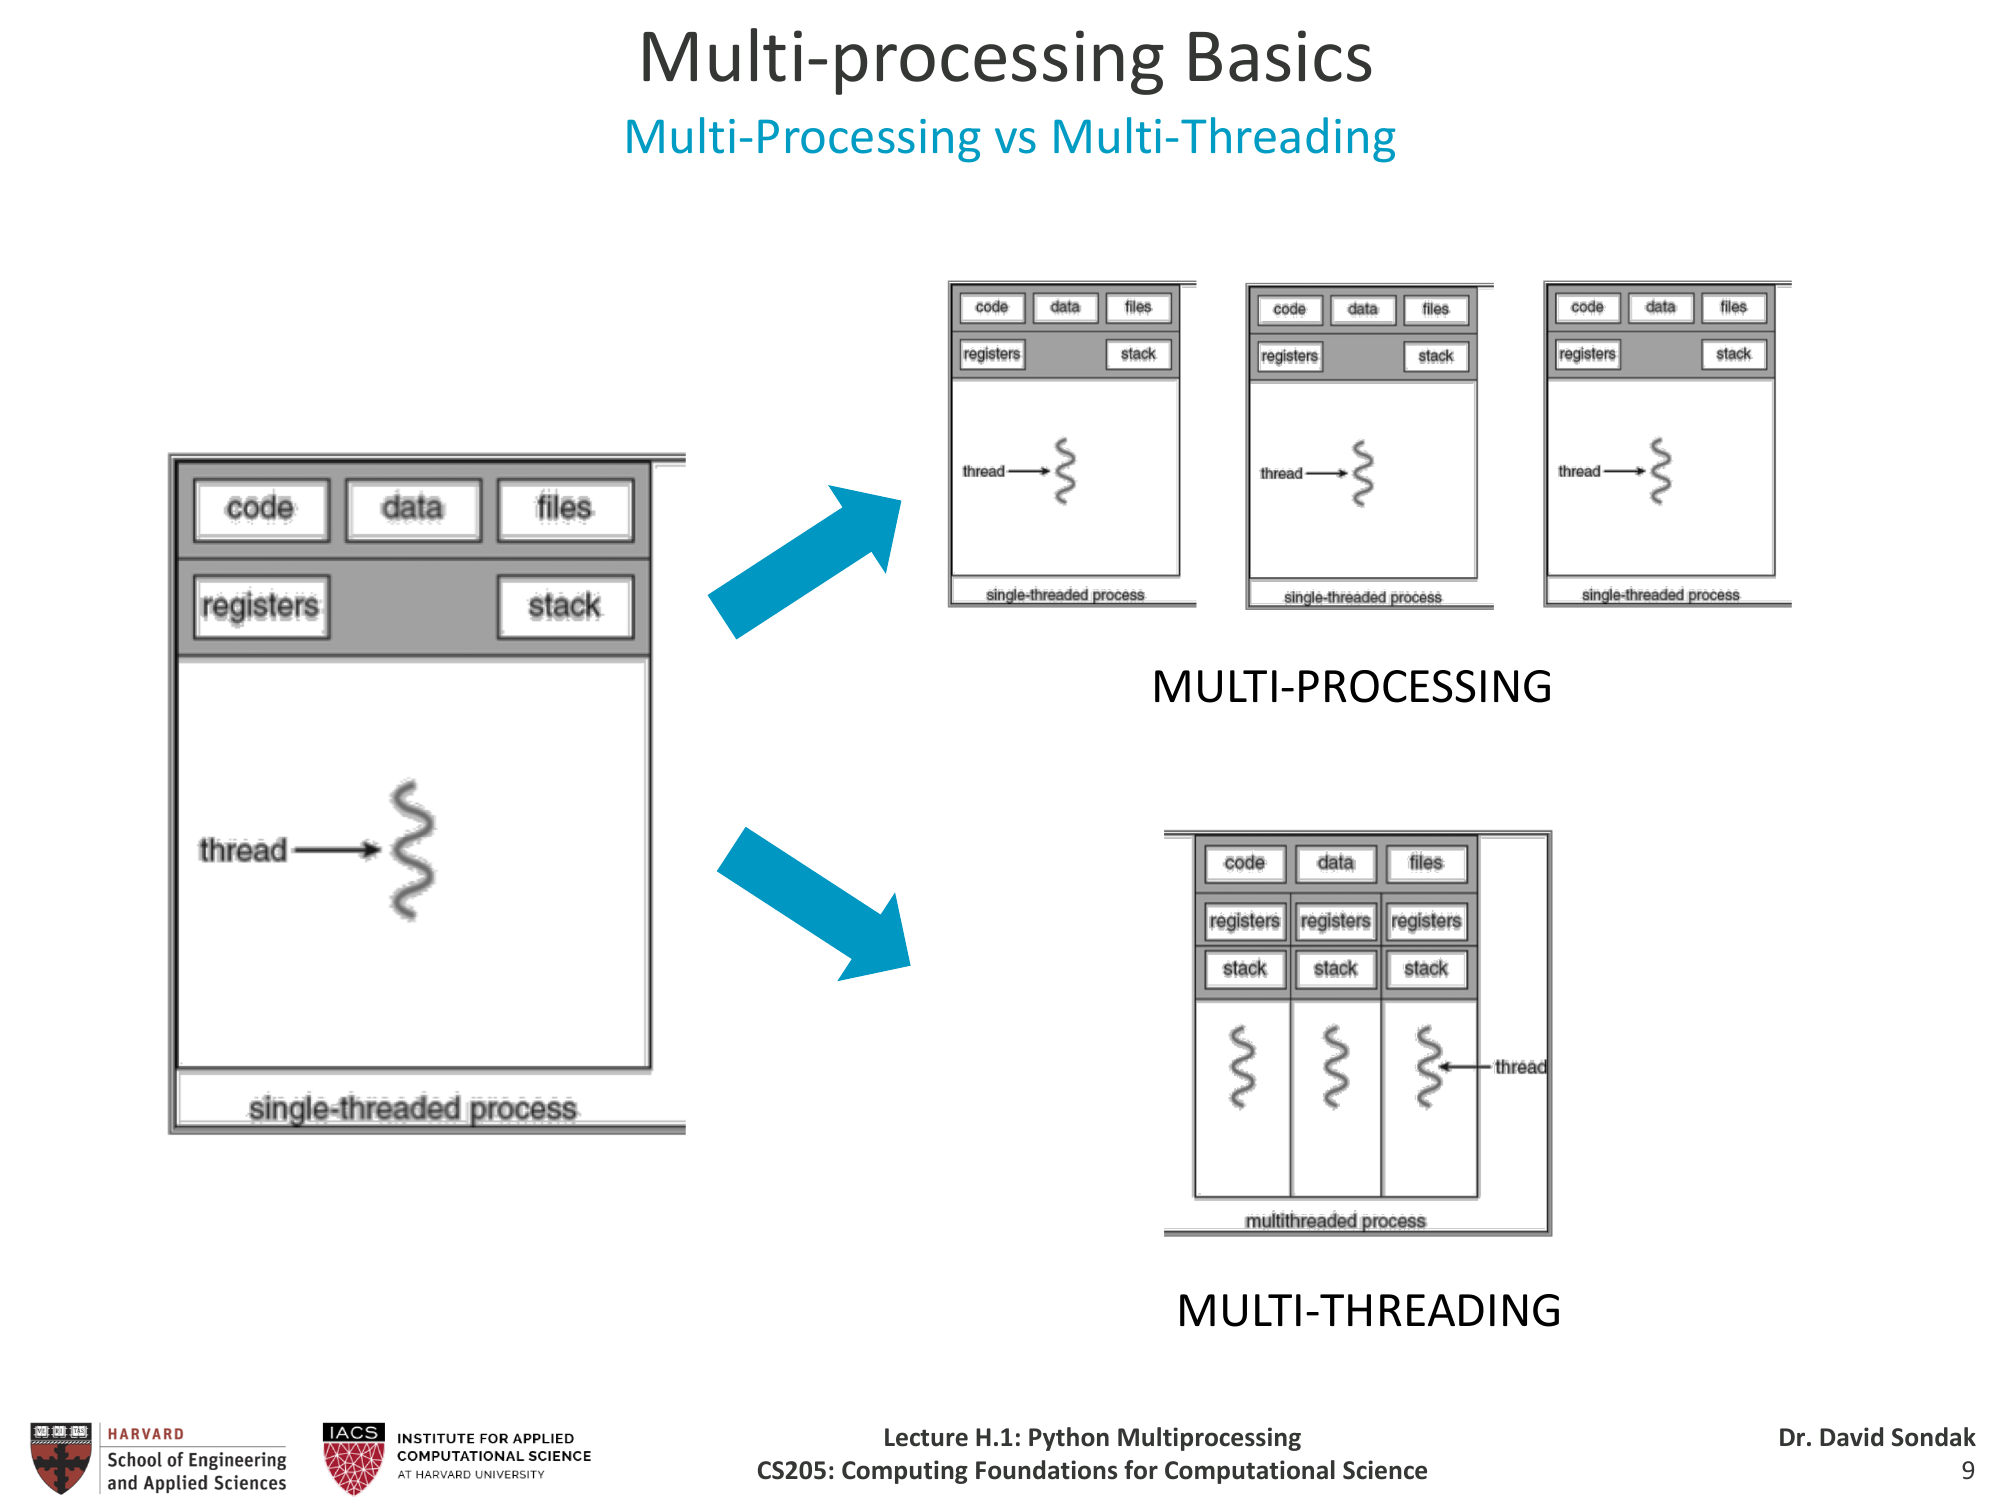 Multi-processing Basics
Multi-Processing vs Multi-Threading
code data files
registers stack
thread
single-threaded process
code data files
registers stack
thread
single-threaded process
code data files
registers stack
thread
single-threaded process
code data files
registers stack
thread
single-threaded process
MULTI-PROCESSING
code data files
registers registers registers
stack stack stack
thread
multithreaded process
MULTI-THREADING
HARVARD
School of Engineering
and Applied Sciences
IACS
INSTITUTE FOR APPLIED
COMPUTATIONAL SCIENCE
AT HARVARD UNIVERSITY
Lecture H.1: Python Multiprocessing
CS205: Computing Foundations for Computational Science
Dr. David Sondak
9